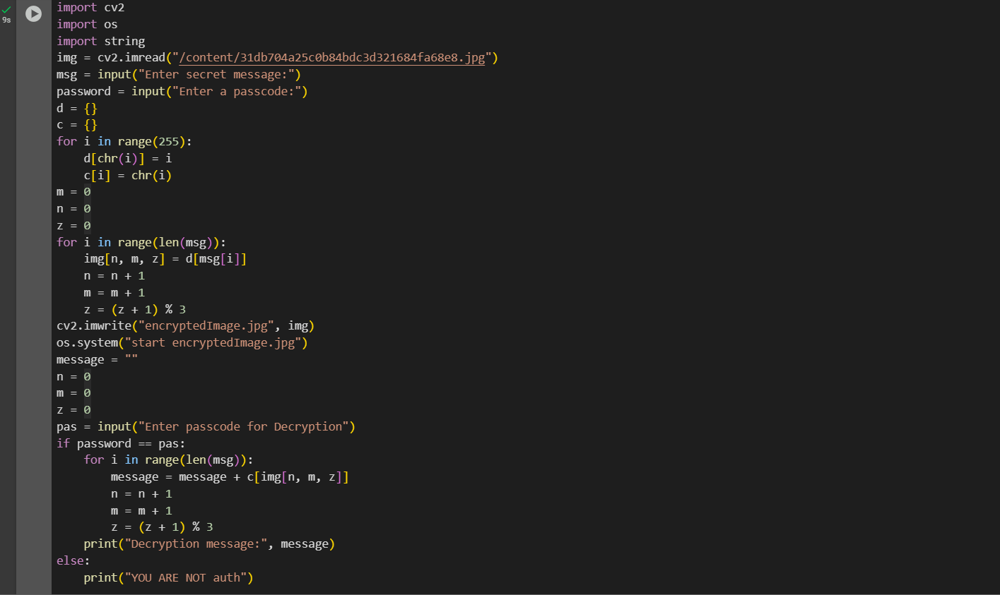 9s
import cv2
import os
import string
img = cv2.imread("/content/31db704a25c0b84bdc3d321684fa68e8.jpg")
msg = input("Enter secret message:")
password = input("Enter a passcode:")
d = {}
c = {}
for i in range(255):
    d[chr(i)] = i
    c[i] = chr(i)
m = 0
n = 0
z = 0
for i in range(len(msg)):
    img[n, m, z] = d[msg[i]]
    n = n + 1
    m = m + 1
    z = (z + 1) % 3
cv2.imwrite("encryptedImage.jpg", img)
os.system("start encryptedImage.jpg")
message = ""
n = 0
m = 0
z = 0
pas = input("Enter passcode for Decryption")
if password == pas:
    for i in range(len(msg)):
        message = message + c[img[n, m, z]]
        n = n + 1
        m = m + 1
        z = (z + 1) % 3
    print("Decryption message:", message)
else:
    print("YOU ARE NOT auth")